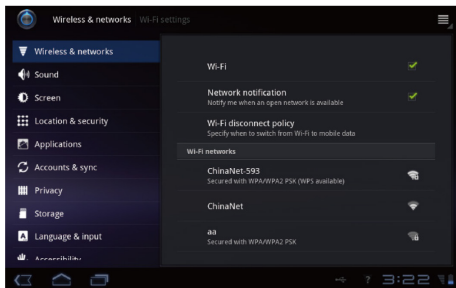 Wireless & networks Wi-Fi settings
Wireless & networks
Sound
Screen
Location & security
Applications
Accounts & sync
Privacy
Storage
Language & input
Accessibility
Wi-Fi
Network notification
Notify me when an open network is available
Wi-Fi disconnect policy
Specify when to switch from Wi-Fi to mobile data
Wi-Fi networks
ChinaNet-593
Secured with WPA/WPA2 PSK (WPS available)
ChinaNet
aa
Secured with WPA/WPA2 PSK
? 3:22